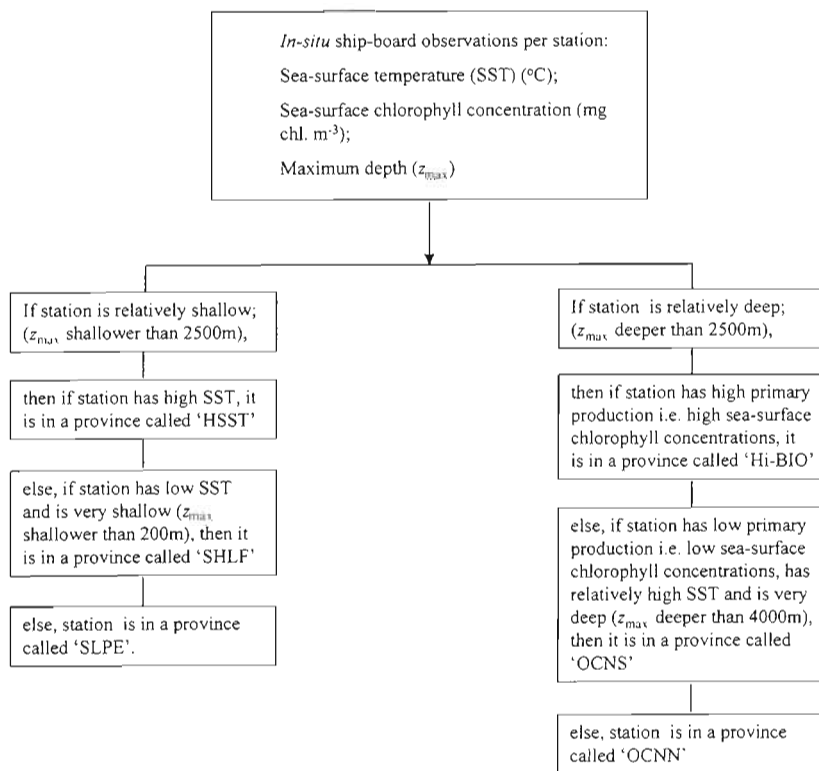 In-situ ship-board observations per station:
Sea-surface temperature (SST) (°C);
Sea-surface chlorophyll concentration (mg
chl. m⁻³);
Maximum depth (zmax)
If station is relatively shallow;
(zmax shallower than 2500m),
then if station has high SST, it
is in a province called 'HSST'
else, if station has low SST
and is very shallow (zmax
shallower than 200m), then it
is in a province called 'SHLF'
else, station is in a province
called 'SLPE'.
If station is relatively deep;
(zmax deeper than 2500m),
then if station has high primary
production i.e. high sea-surface
chlorophyll concentrations, it
is in a province called 'Hi-BIO'
else, if station has low primary
production i.e. low sea-surface
chlorophyll concentrations, has
relatively high SST and is very
deep (zmax deeper than 4000m),
then it is in a province called
'OCNS'
else, station is in a province
called 'OCNN'